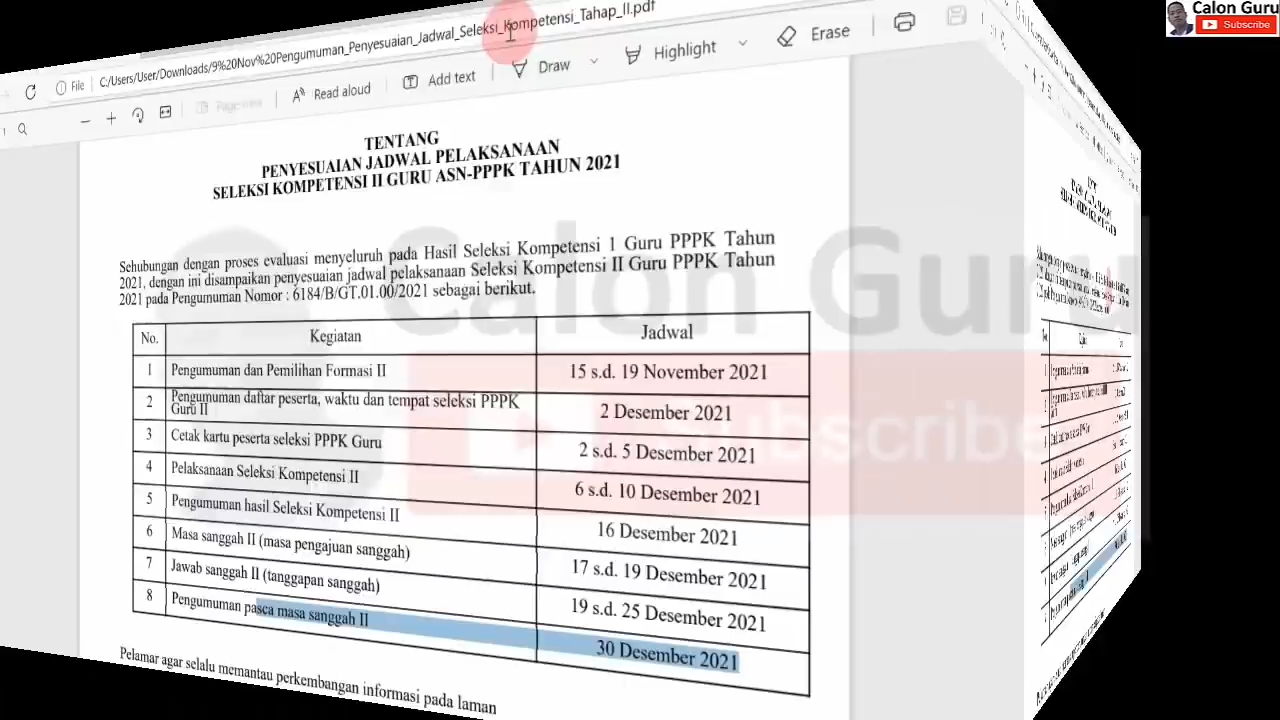 Calon Guru
Subscribe
File
C:/Users/User/Downloads/9%20Nov%20Pengumuman_Penyesuaian_Jadwal_Seleksi_Kompetensi_Tahap_II.pdf
Page view
Read aloud
Add text
Draw
Highlight
Erase
TENTANG
PENYESUAIAN JADWAL PELAKSANAAN
SELEKSI KOMPETENSI II GURU ASN-PPPK TAHUN 2021
Sehubungan dengan proses evaluasi menyeluruh pada Hasil Seleksi Kompetensi 1 Guru PPPK Tahun
2021, dengan ini disampaikan penyesuaian jadwal pelaksanaan Seleksi Kompetensi II Guru PPPK Tahun
2021 pada Pengumuman Nomor : 6184/B/GT.01.00/2021 sebagai berikut.
No. Kegiatan Jadwal
1 Pengumuman dan Pemilihan Formasi II 15 s.d. 19 November 2021
2 Pengumuman daftar peserta, waktu dan tempat seleksi PPPK 2 Desember 2021
Guru II
3 Cetak kartu peserta seleksi PPPK Guru 2 s.d. 5 Desember 2021
4 Pelaksanaan Seleksi Kompetensi II 6 s.d. 10 Desember 2021
5 Pengumuman hasil Seleksi Kompetensi II 16 Desember 2021
6 Masa sanggah II (masa pengajuan sanggah) 17 s.d. 19 Desember 2021
7 Jawab sanggah II (tanggapan sanggah) 19 s.d. 25 Desember 2021
8 Pengumuman pasca masa sanggah II 30 Desember 2021
Pelamar agar selalu memantau perkembangan informasi pada laman
Calon Guru
Subscribe